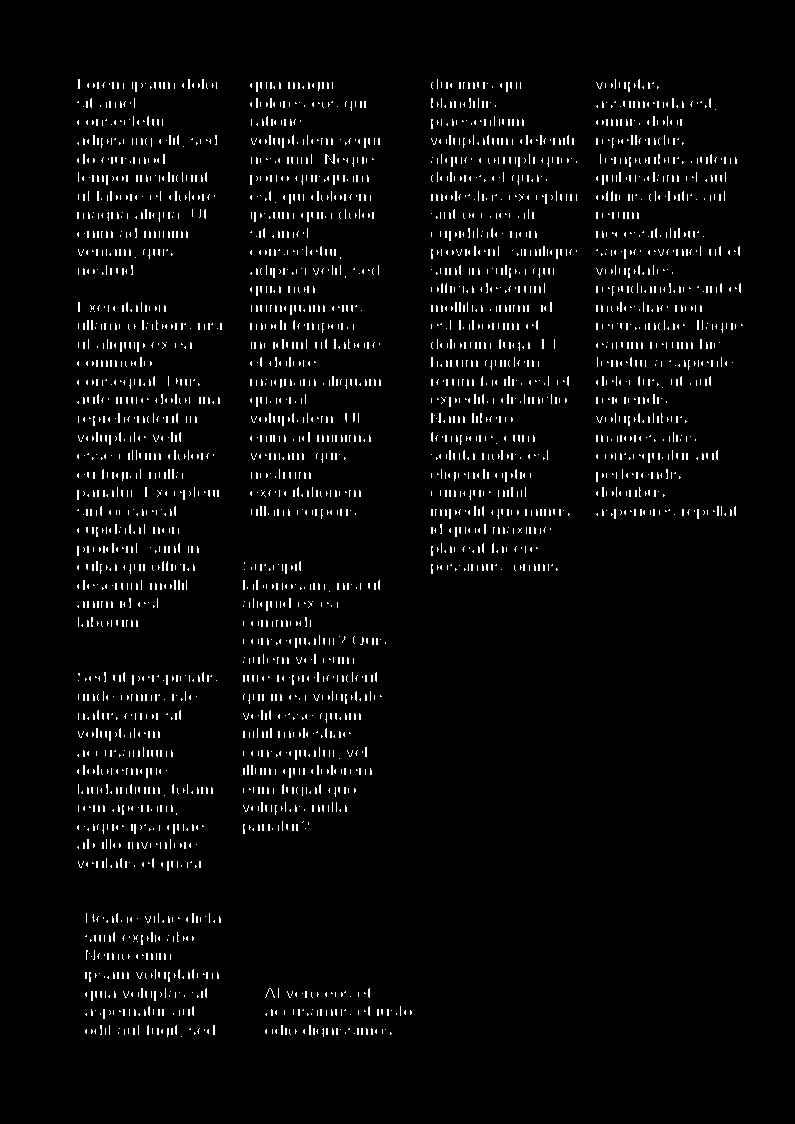 Lorem ipsum dolor
sit amet
consectetur
adipiscing elit, sed
do eiusmod
tempor incididunt
ut labore et dolore
magna aliqua. Ut
enim ad minim
veniam, quis
nostrud
Exercitation
ullamco laboris nisi
ut aliquip ex ea
commodo
consequat. Duis
aute irure dolor ina
reprehenderit in
voluptate velit
esse cillum dolore
eu fugiat nulla
pariatur. Excepteur
sint occaecat
cupidatat non
proident, sunt in
culpa qui officia
deserunt mollit
anim id est
laborum
Sed ut perspiciatis
unde omnis iste
natus error sit
voluptatem
accusantium
doloremque
laudantium, totam
rem aperiam,
eaque ipsa quae
ab illo inventore
veritatis et quasi
Beatae vitae dicta
sunt explicabo.
Nemo enim
ipsam voluptatem
quia voluptas sit
aspernatur aut
odit aut fugit, sed
quia magni
dolores eos qui
ratione
voluptatem sequi
nesciunt. Neque
porro quisquam
est, qui dolorem
ipsum quia dolor
sit amet
consectetur,
adipisci velit, sed
quia non
numquam eius
modi tempora
incidunt ut labore
et dolore
magnam aliquam
quaerat
voluptatem. Ut
enim ad minima
veniam, quis
nostrum
exercitationem
ullam corporis
Suscipit
laboriosam, nisi ut
aliquid ex ea
commodi
consequatur? Quis
autem vel eum
iure reprehenderit
qui in ea voluptate
velit esse quam
nihil molestiae
consequatur, vel
illum qui dolorem
eum fugiat quo
voluptas nulla
pariatur?
At vero eos et
accusamus et iusto
odio dignissimos
ducimus qui
blanditiis
praesentium
voluptatum deleniti
atque corrupti quos
dolores et quas
molestias excepturi
sint occaecati
cupiditate non
provident, similique
sunt in culpa qui
officia deserunt
mollitia animi, id
est laborum et
dolorum fuga. Et
harum quidem
rerum facilis est et
expedita distinctio.
Nam libero
tempore, cum
soluta nobis est
eligendi optio
cumque nihil
impedit quo minus
id quod maxime
placeat facere
possimus, omnis
voluptas
assumenda est,
omnis dolor
repellendus.
Temporibus autem
quibusdam et aut
officiis debitis aut
rerum
necessitatibus
saepe eveniet ut et
voluptates
repudiandae sint et
molestiae non
recusandae. Itaque
earum rerum hic
tenetur a sapiente
delectus, ut aut
reiciendis
voluptatibus
maiores alias
consequatur aut
perferendis
doloribus
asperiores repellat